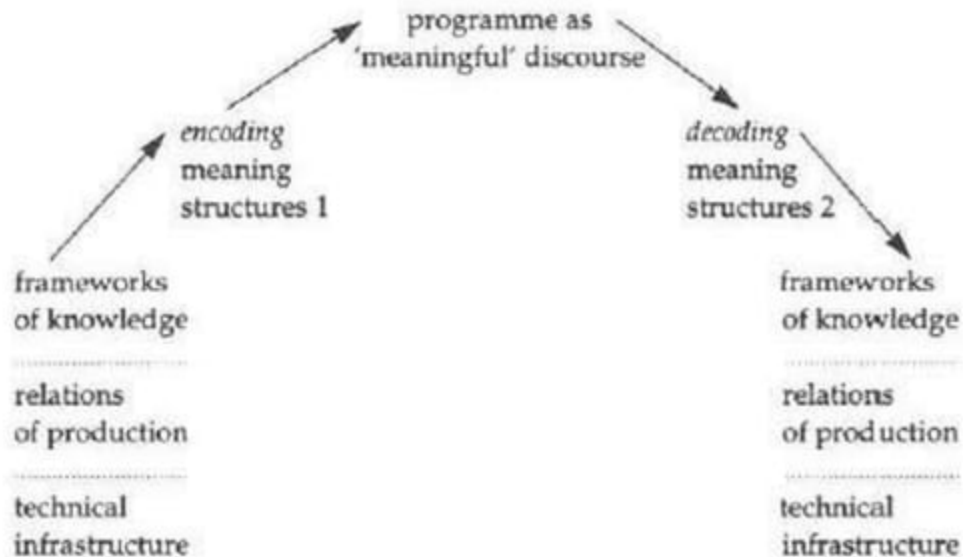 programme as
'meaningful' discourse
encoding
meaning
structures 1
decoding
meaning
structures 2
frameworks
of knowledge
relations
of production
technical
infrastructure
frameworks
of knowledge
relations
of production
technical
infrastructure